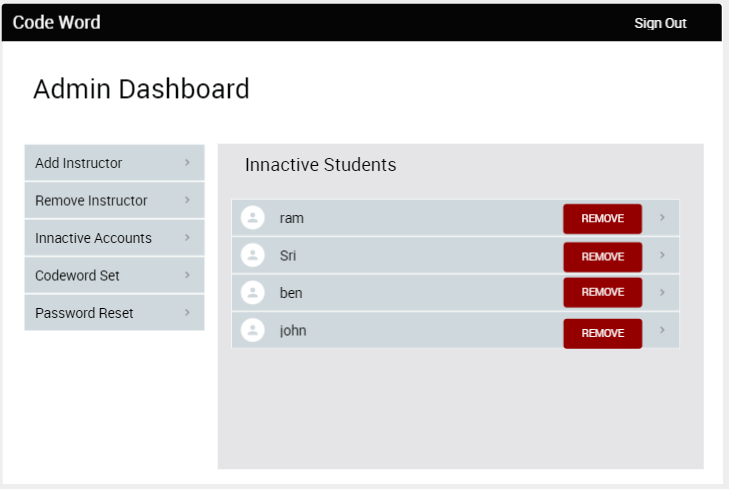 Code Word
Sign Out
Admin Dashboard
Add Instructor
Remove Instructor
Innactive Accounts
Codeword Set
Password Reset
Innactive Students
ram REMOVE
Sri REMOVE
ben REMOVE
john REMOVE